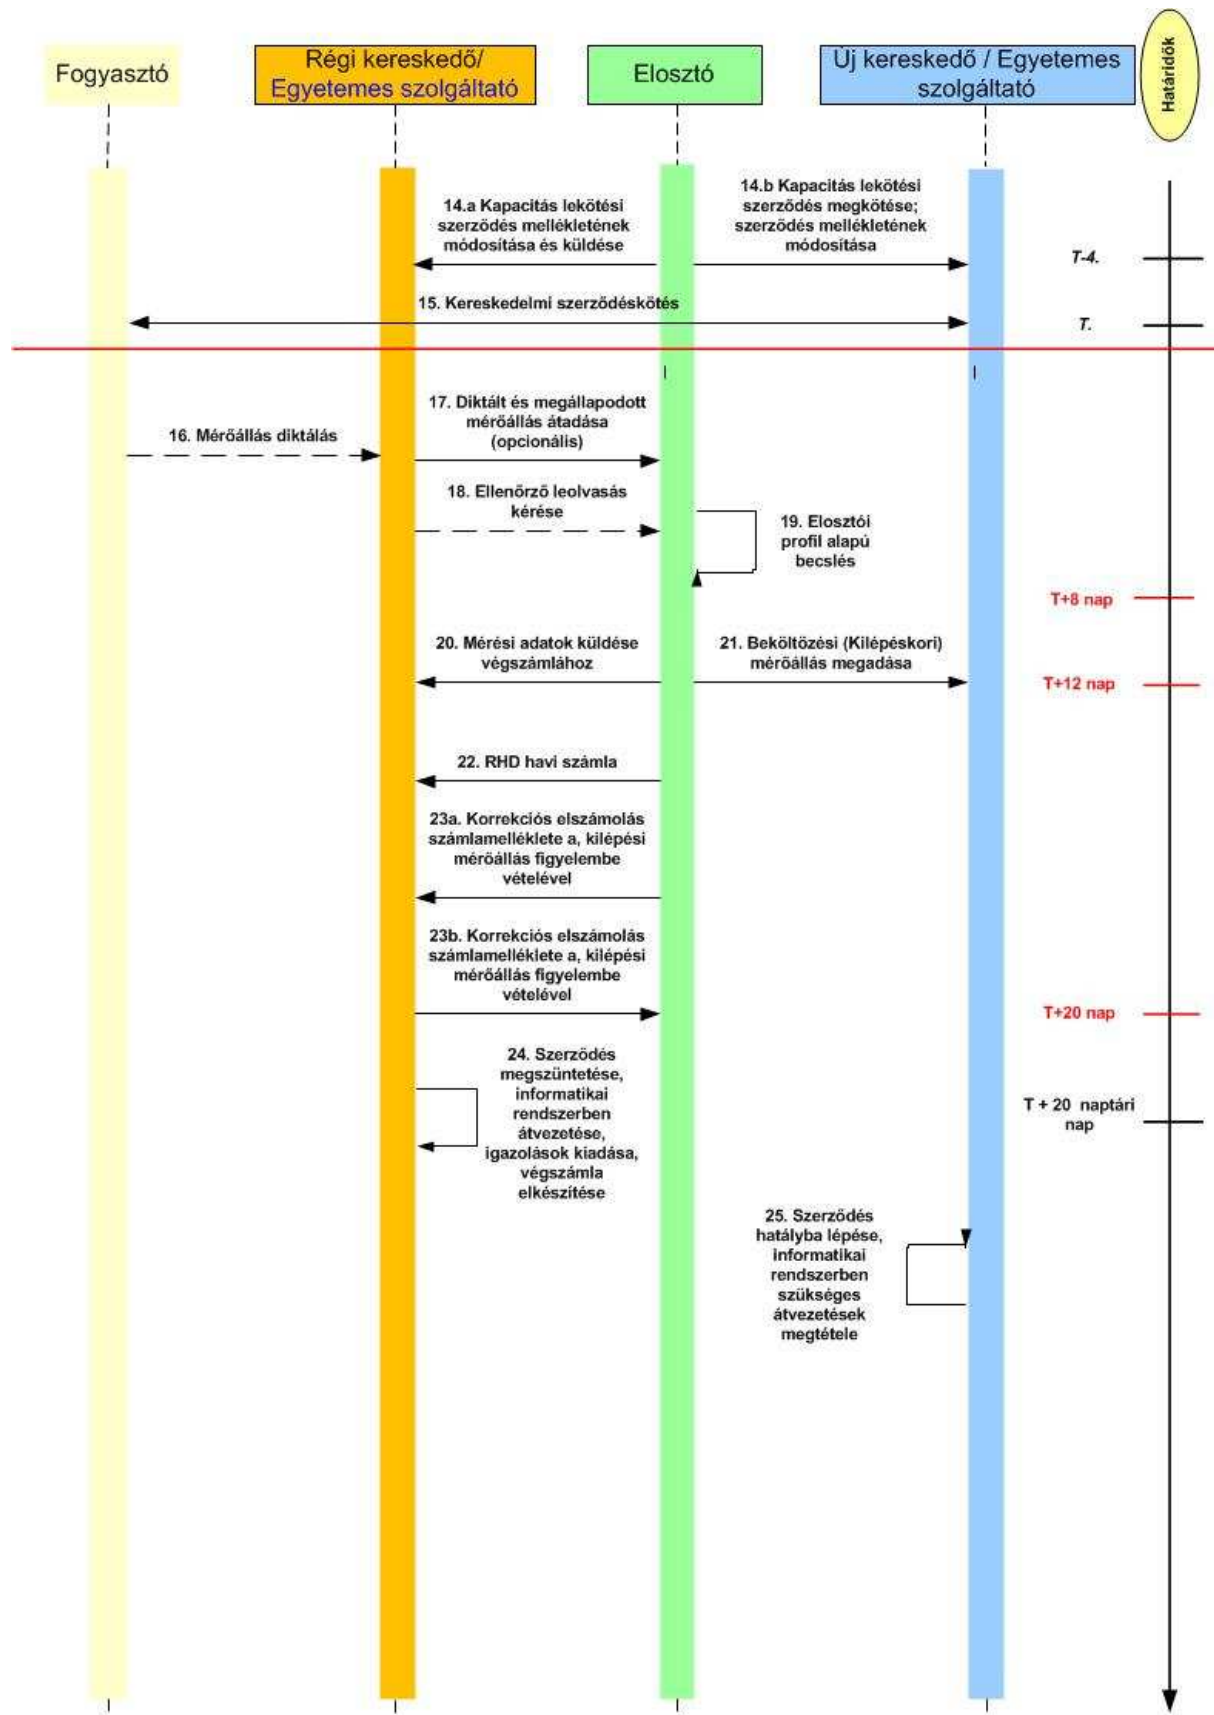 Fogyasztó
Régi kereskedő/
Egyetemes szolgáltató
Elosztó
Új kereskedő / Egyetemes
szolgáltató
Határidők
14.a Kapacitás lekötési
szerződés mellékletének
módosítása és küldése
14.b Kapacitás lekötési
szerződés megkötése;
szerződés mellékletének
módosítása
T-4.
15. Kereskedelmi szerződéskötés
T.
16. Mérőállás diktálás
17. Diktált és megállapodott
mérőállás átadása
(opcionális)
18. Ellenőrző leolvasás
kérése
19. Elosztói
profil alapú
becslés
T+8 nap
20. Mérési adatok küldése
végszámlához
21. Beköltözési (Kilépéskori)
mérőállás megadása
T+12 nap
22. RHD havi számla
23a. Korrekciós elszámolás
számlamelléklete a, kilépési
mérőállás figyelembe
vételével
23b. Korrekciós elszámolás
számlamelléklete a, kilépési
mérőállás figyelembe
vételével
T+20 nap
24. Szerződés
megszüntetése,
informatikai
rendszerben
átvezetése,
igazolások kiadása,
végszámla
elkészítése
T + 20 naptári
nap
25. Szerződés
hatályba lépése,
informatikai
rendszerben
szükséges
átvezetések
megtétele